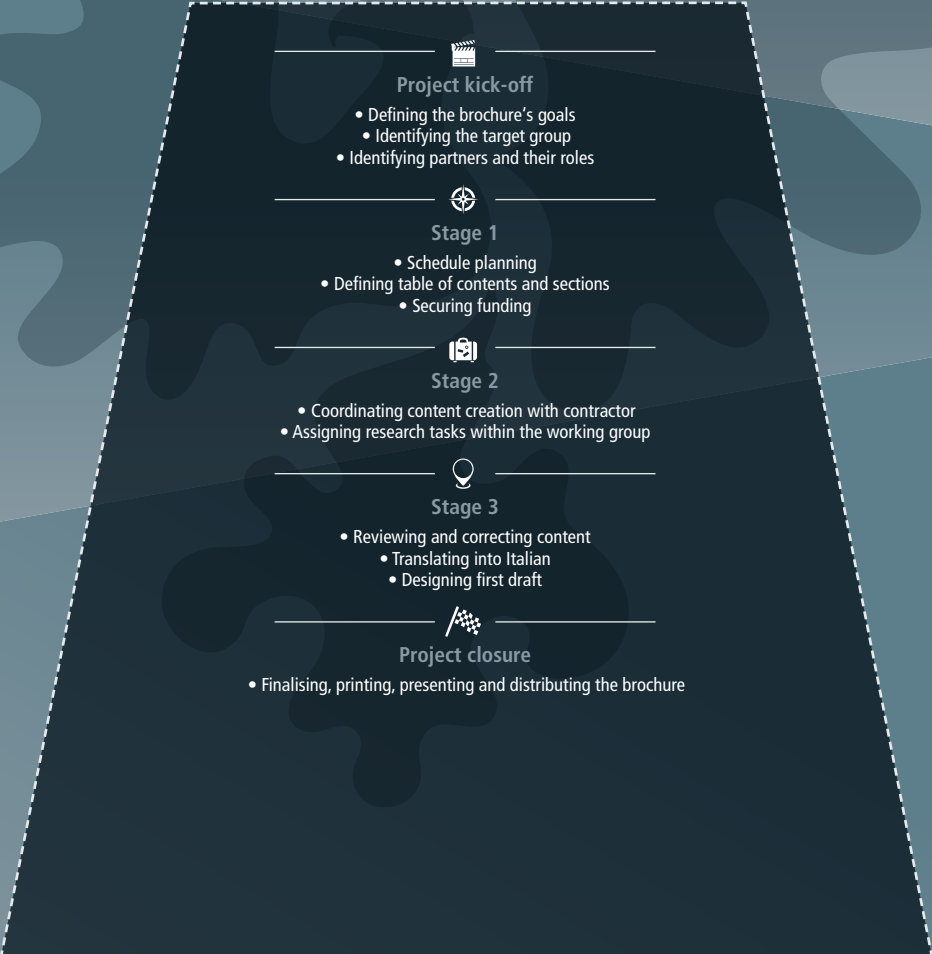 Project kick-off
• Defining the brochure's goals
• Identifying the target group
• Identifying partners and their roles
Stage 1
• Schedule planning
• Defining table of contents and sections
• Securing funding
Stage 2
• Coordinating content creation with contractor
• Assigning research tasks within the working group
Stage 3
• Reviewing and correcting content
• Translating into Italian
• Designing first draft
Project closure
• Finalising, printing, presenting and distributing the brochure